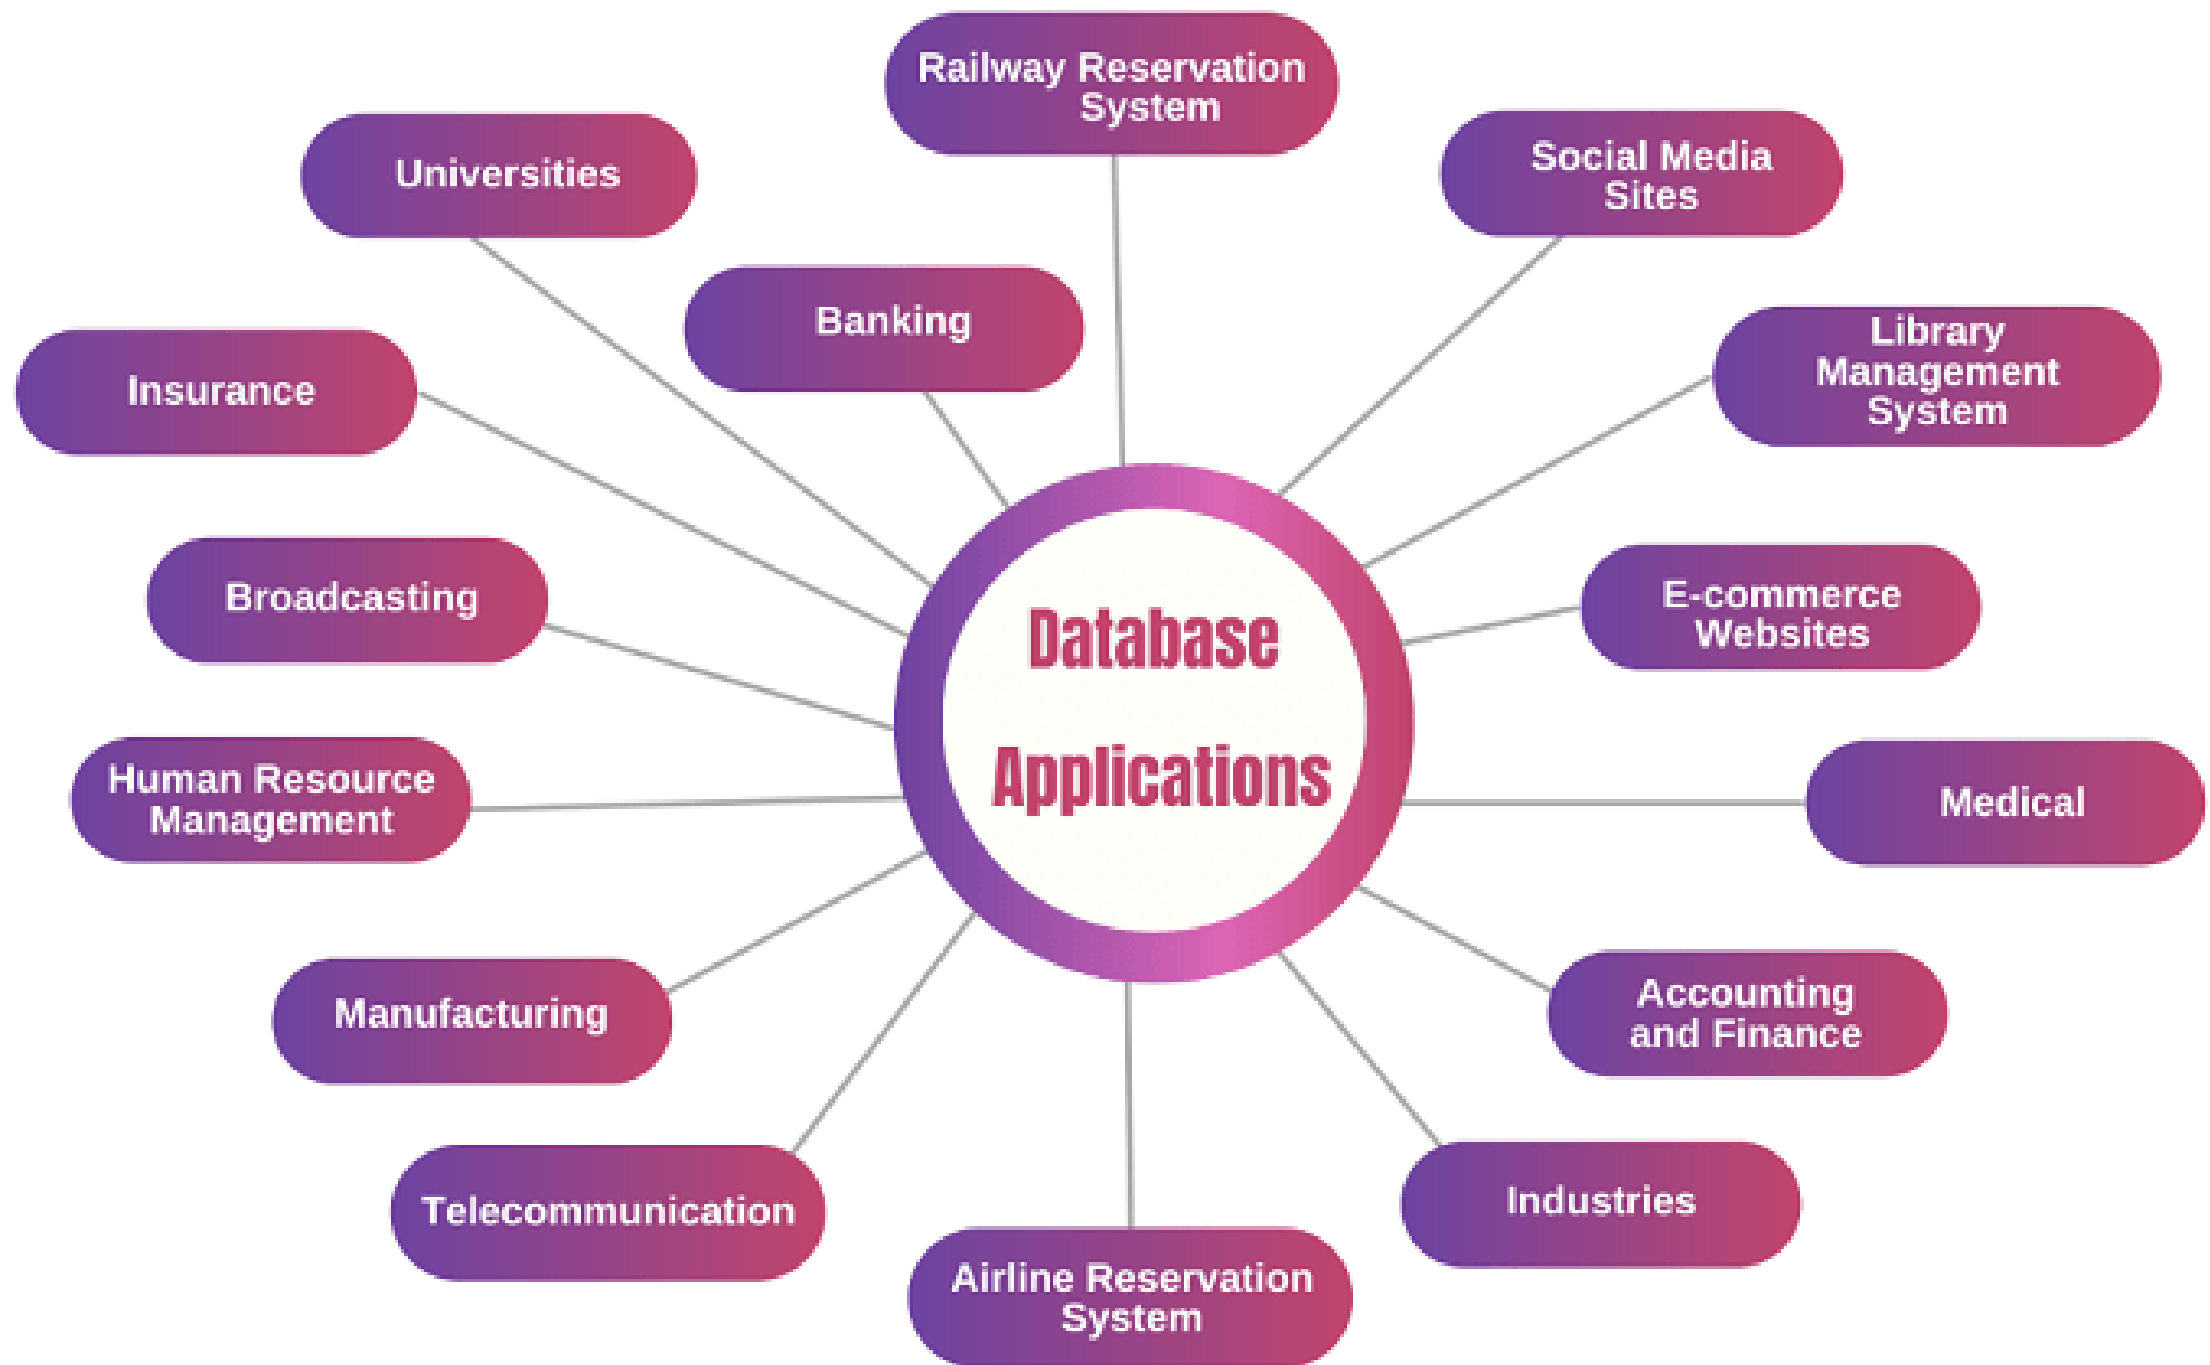 Railway Reservation
System
Universities
Social Media
Sites
Banking
Library
Management
System
Insurance
Broadcasting
E-commerce
Websites
Database
Applications
Human Resource
Management
Medical
Manufacturing
Accounting
and Finance
Telecommunication
Industries
Airline Reservation
System